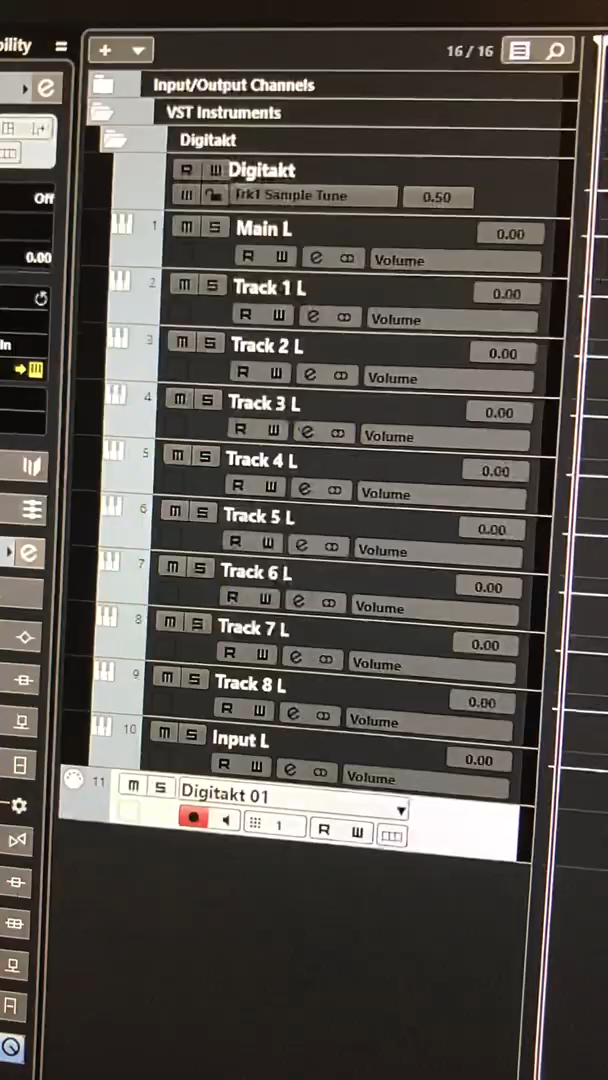 bility
+
16 / 16
Input/Output Channels
VST Instruments
Digitakt
R W Digitakt
Trk1 Sample Tune 0.50
Off
0.00
In
1 m S Main L 0.00
R W e Volume
2 m S Track 1 L 0.00
R W e Volume
3 m S Track 2 L 0.00
R W e Volume
4 m S Track 3 L 0.00
R W e Volume
5 m S Track 4 L 0.00
R W e Volume
6 m S Track 5 L 0.00
R W e Volume
7 m S Track 6 L 0.00
R W e Volume
8 m S Track 7 L 0.00
R W e Volume
9 m S Track 8 L 0.00
R W e Volume
10 m S Input L 0.00
R W e Volume
11 m S Digitakt 01
1 R W